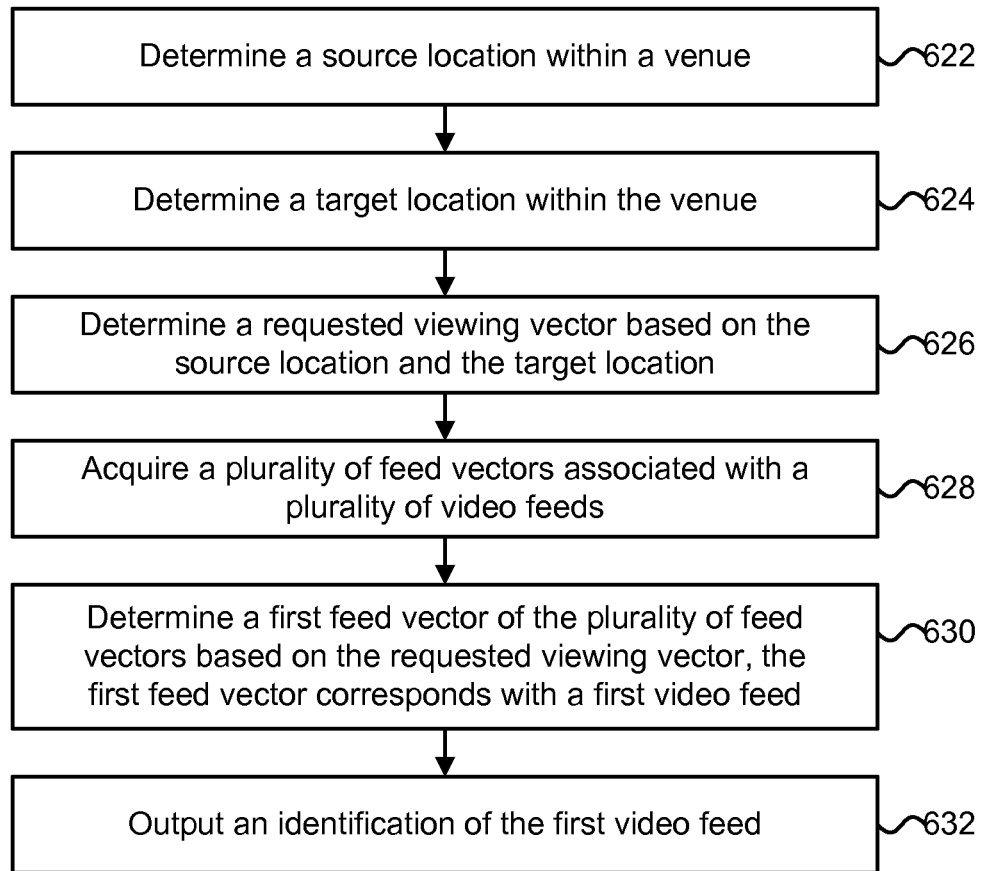 Determine a source location within a venue
622
Determine a target location within the venue
624
Determine a requested viewing vector based on the
source location and the target location
626
Acquire a plurality of feed vectors associated with a
plurality of video feeds
628
Determine a first feed vector of the plurality of feed
vectors based on the requested viewing vector, the
first feed vector corresponds with a first video feed
630
Output an identification of the first video feed
632